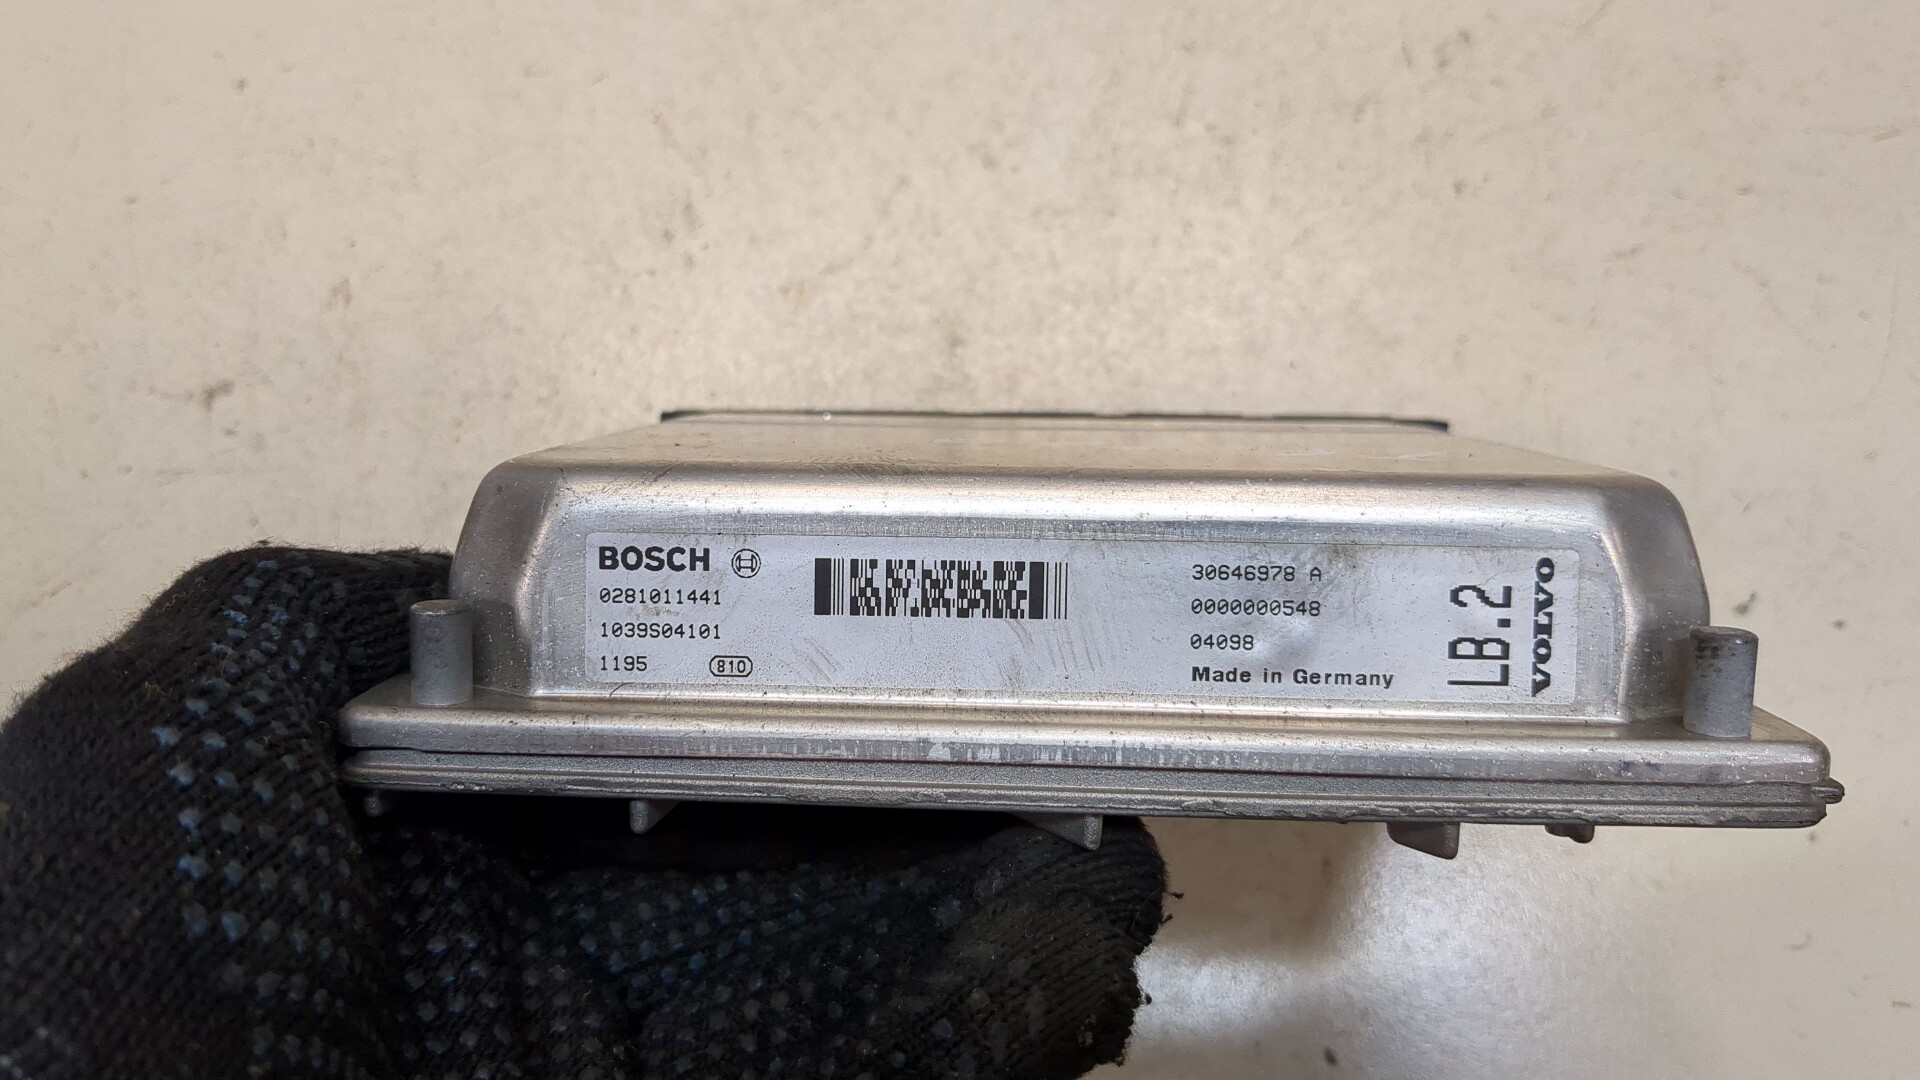 BOSCH
0281011441
1039S04101
1195 810
30646978 A
0000000548
04098
Made in Germany
LB.2
VOLVO